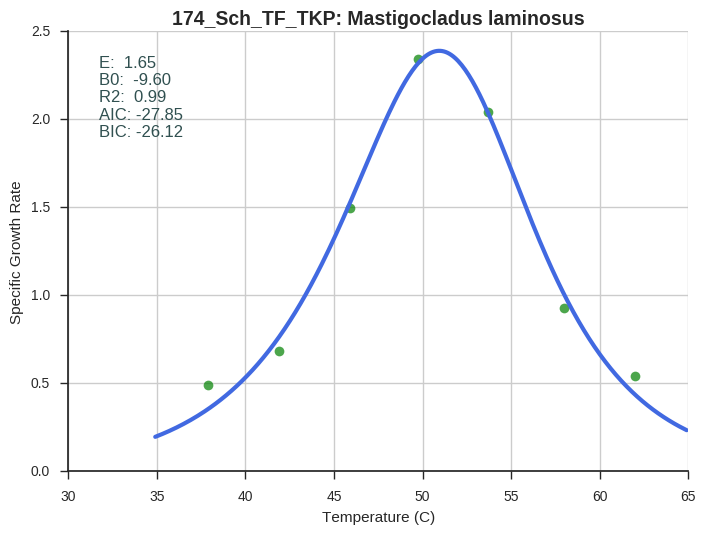 174_Sch_TF_TKP: Mastigocladus laminosus
E:  1.65
B0:  -9.60
R2:  0.99
AIC: -27.85
BIC: -26.12
Specific Growth Rate
2.5
2.0
1.5
1.0
0.5
0.0
30 35 40 45 50 55 60 65
Temperature (C)